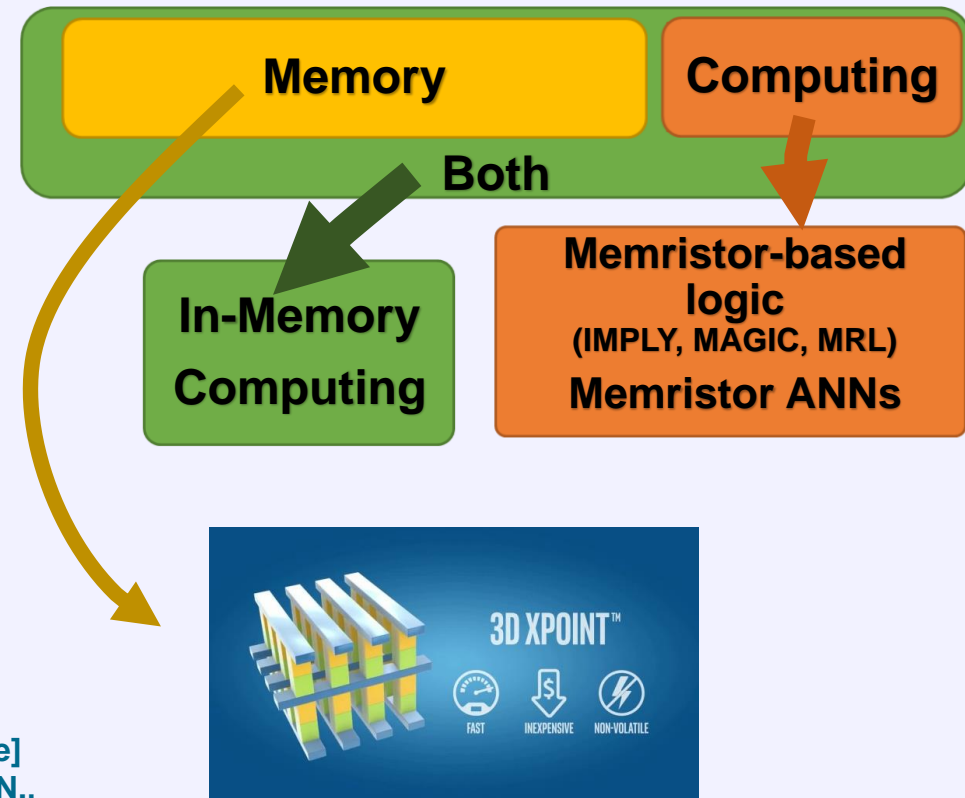 Memory
Computing
Both
In-Memory
Computing
Memristor-based
logic
(IMPLY, MAGIC, MRL)
Memristor ANNs
3D XPOINT™
FAST
INEXPENSIVE
NON-VOLATILE
e]
N..